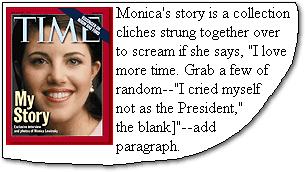 TIME
My
Story
Exclusive interview
and photos of Monica Lewinsky
Monica's story is a collection
cliches strung together over
to scream if she says, "I love
more time. Grab a few of
random--"I cried myself
not as the President,"
the blank]"--add
paragraph.